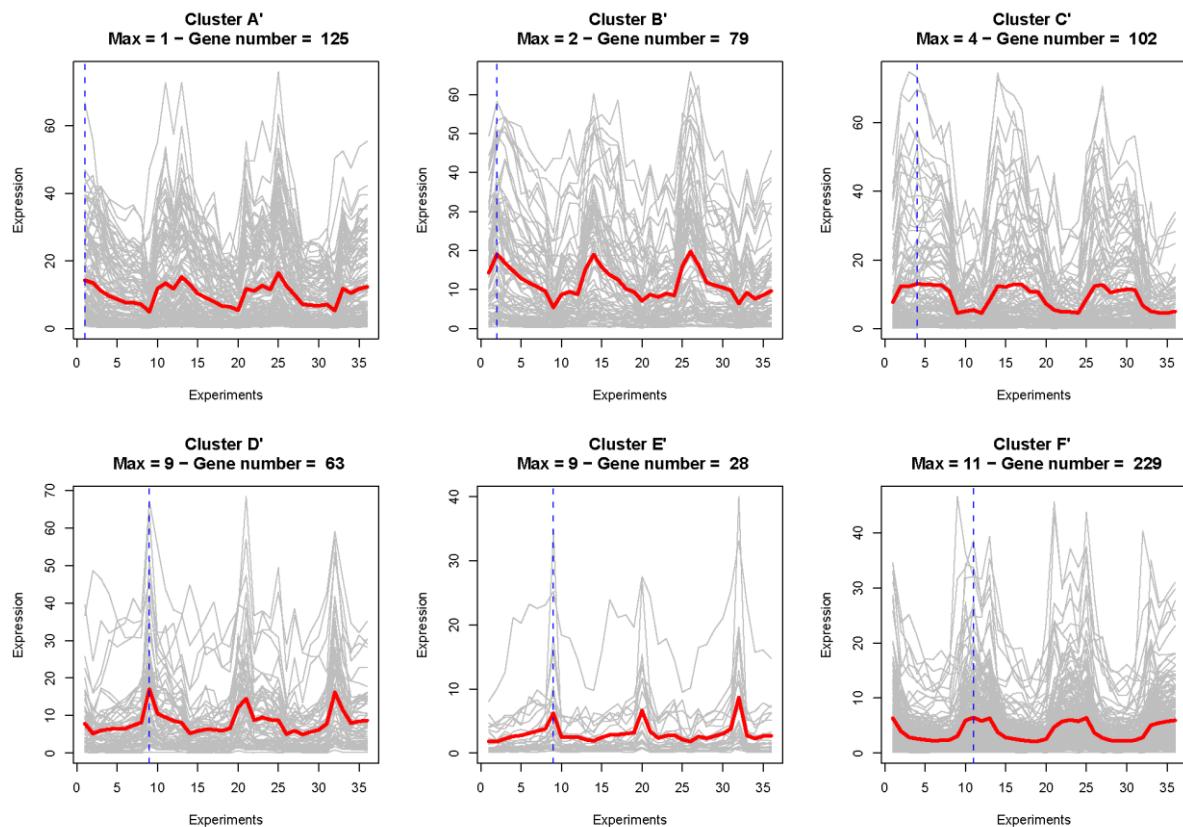 Cluster A'
Max = 1 − Gene number =  125
Expression
60
40
20
0
0 5 10 15 20 25 30 35
Experiments
Cluster B'
Max = 2 − Gene number =  79
Expression
60
50
40
30
20
10
0
0 5 10 15 20 25 30 35
Experiments
Cluster C'
Max = 4 − Gene number =  102
Expression
60
40
20
0
0 5 10 15 20 25 30 35
Experiments
Cluster D'
Max = 9 − Gene number =  63
Expression
70
60
50
40
30
20
10
0
0 5 10 15 20 25 30 35
Experiments
Cluster E'
Max = 9 − Gene number =  28
Expression
40
30
20
10
0
0 5 10 15 20 25 30 35
Experiments
Cluster F'
Max = 11 − Gene number =  229
Expression
40
30
20
10
0
0 5 10 15 20 25 30 35
Experiments